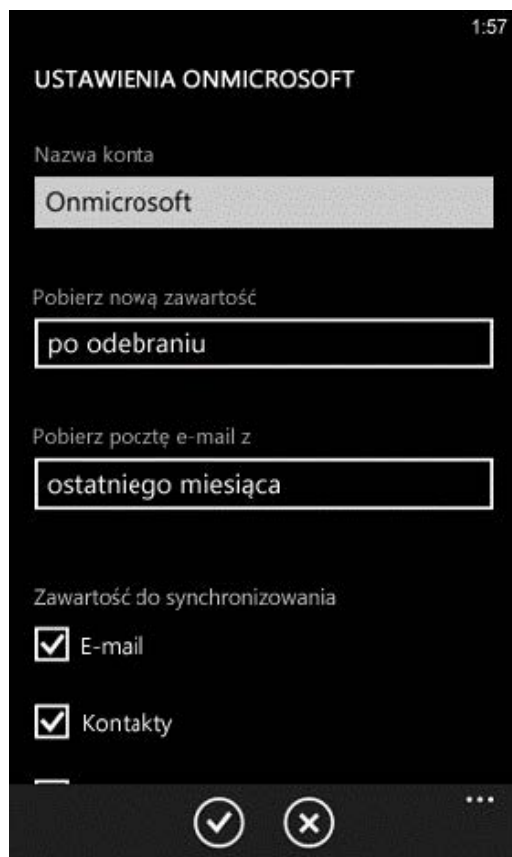 1:57
USTAWIENIA ONMICROSOFT
Nazwa konta
Onmicrosoft
Pobierz nową zawartość
po odebraniu
Pobierz pocztę e-mail z
ostatniego miesiąca
Zawartość do synchronizowania
E-mail
Kontakty